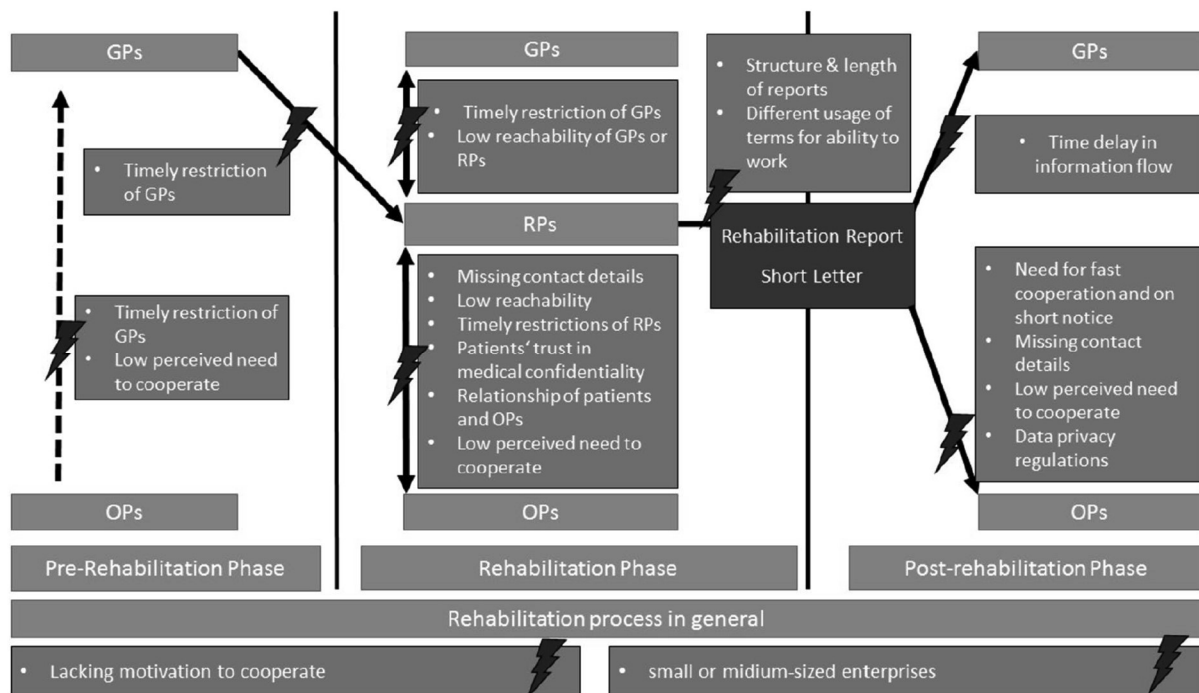 GPs
Timely restriction
of GPs
• Timely restriction of
GPs
• Low perceived need
to cooperate
OPs
Pre-Rehabilitation Phase
GPs
• Timely restriction of GPs
• Low reachability of GPs or
RPs
RPs
• Missing contact details
• Low reachability
• Timely restrictions of RPs
• Patients‘ trust in
medical confidentiality
• Relationship of patients
and OPs
• Low perceived need to
cooperate
OPs
Rehabilitation Phase
• Structure & length
of reports
• Different usage of
terms for ability to
work
Rehabilitation Report
Short Letter
GPs
• Time delay in
information flow
• Need for fast
cooperation and on
short notice
• Missing contact
details
• Low perceived need
to cooperate
• Data privacy
regulations
OPs
Post-rehabilitation Phase
Rehabilitation process in general
• Lacking motivation to cooperate
• small or midium-sized enterprises